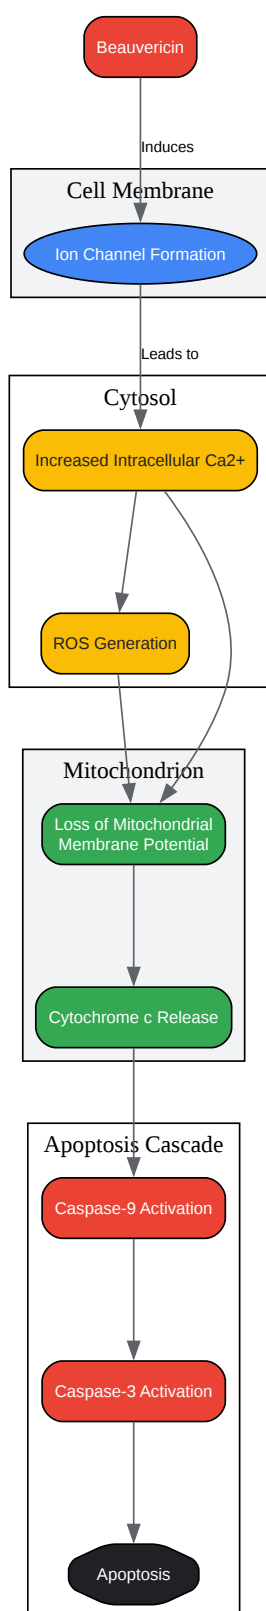 Beauvericin
Induces
Cell Membrane
Ion Channel Formation
Leads to
Cytosol
Increased Intracellular Ca2+
ROS Generation
Mitochondrion
Loss of Mitochondrial
Membrane Potential
Cytochrome c Release
Apoptosis Cascade
Caspase-9 Activation
Caspase-3 Activation
Apoptosis